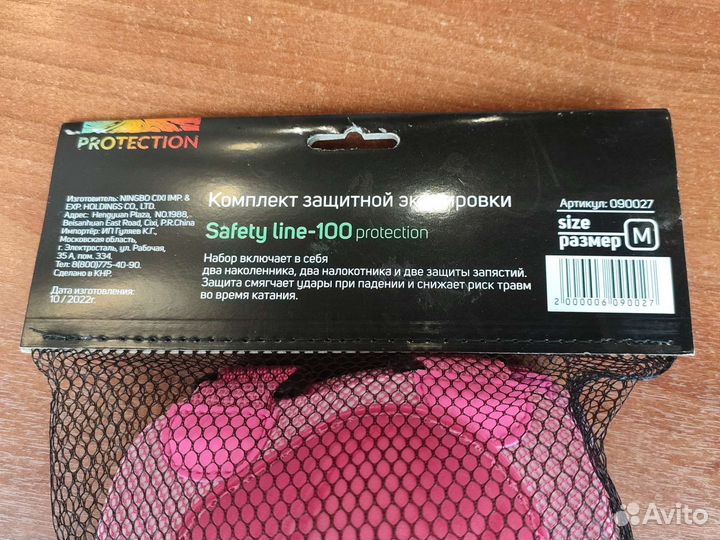 PROTECTION
Изготовитель: NINGBO CIXI IMP. &
EXP. HOLDINGS CO., LTD.
Адрес: Hengyuan Plaza, NO.1988,
Beisanhuan East Road, Cixi, P.R.China
Импортёр: ИП Гуляев К.Г.,
Московская область,
г. Электросталь, ул. Рабочая,
35 А, пом. 334.
Тел: 8(800)775-40-90.
Сделано в КНР.
Дата изготовления:
10 / 2022г.
Комплект защитной экипировки
Safety line-100 protection
Набор включает в себя
два наколенника, два налокотника и две защиты запястий.
Защита смягчает удары при падении и снижает риск травм
во время катания.
Артикул: 090027
size
размер M
2 000006 090027
Avito